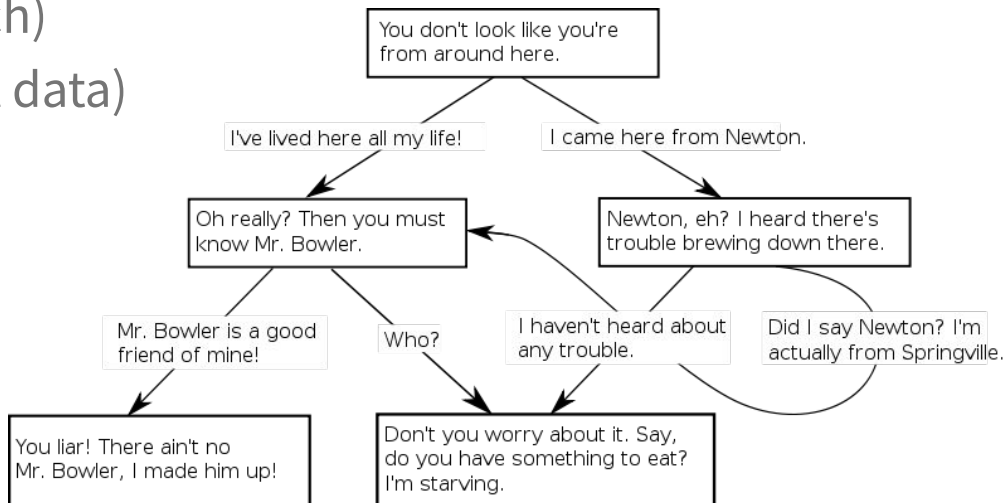 You don't look like you're
from around here.
data)
I've lived here all my life!
I came here from Newton.
Oh really? Then you must
know Mr. Bowler.
Newton, eh? I heard there's
trouble brewing down there.
Mr. Bowler is a good
friend of mine!
Who?
I haven't heard about
any trouble.
Did I say Newton? I'm
actually from Springville.
You liar! There ain't no
Mr. Bowler, I made him up!
Don't you worry about it. Say,
do you have something to eat?
I'm starving.